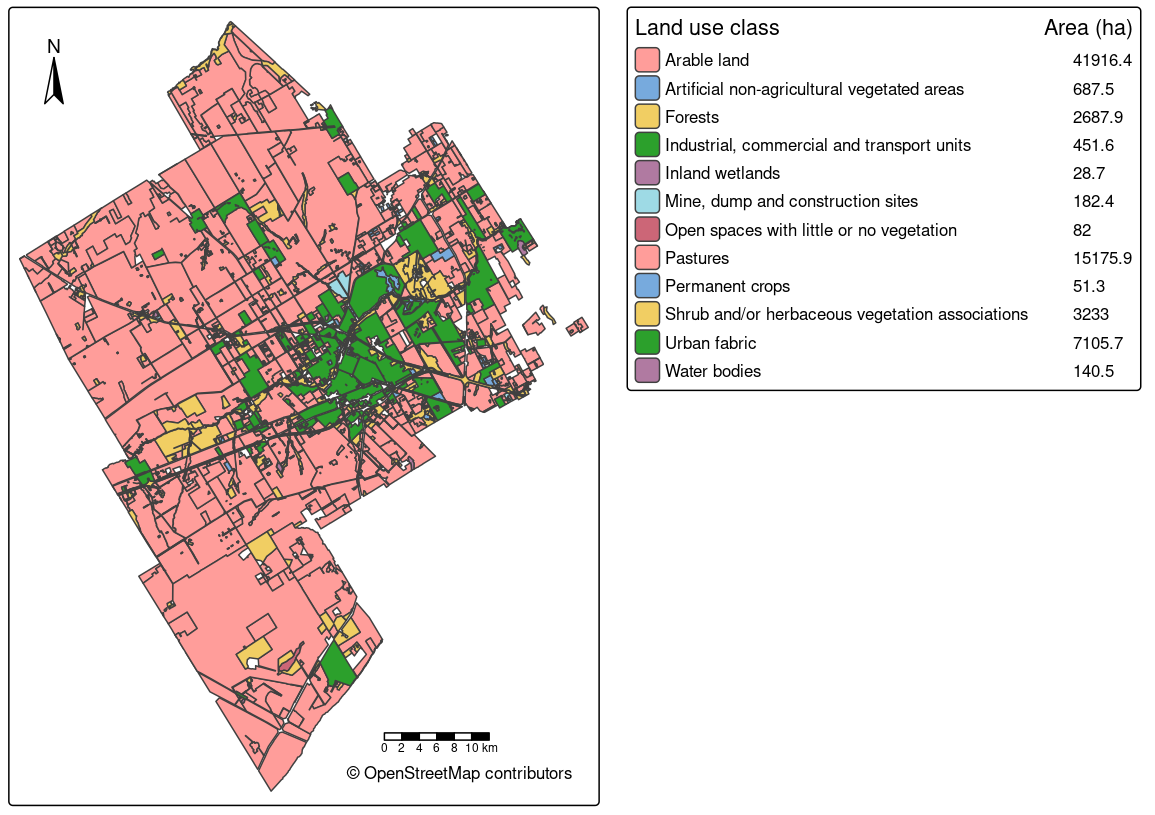 N
0 2 4 6 8 10 km
© OpenStreetMap contributors
Land use class Area (ha)
Arable land 41916.4
Artificial non-agricultural vegetated areas 687.5
Forests 2687.9
Industrial, commercial and transport units 451.6
Inland wetlands 28.7
Mine, dump and construction sites 182.4
Open spaces with little or no vegetation 82
Pastures 15175.9
Permanent crops 51.3
Shrub and/or herbaceous vegetation associations 3233
Urban fabric 7105.7
Water bodies 140.5